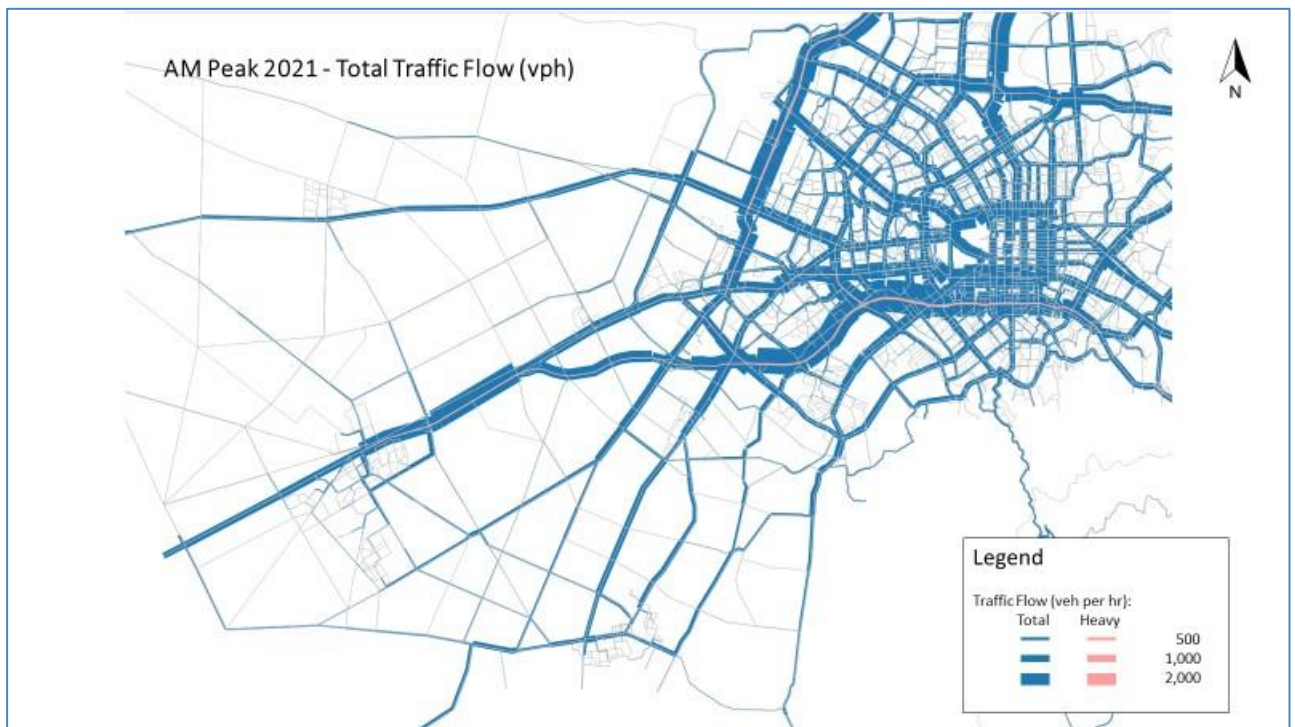 AM Peak 2021 - Total Traffic Flow (vph)
N
Legend
Traffic Flow (veh per hr):
Total Heavy
500
1,000
2,000